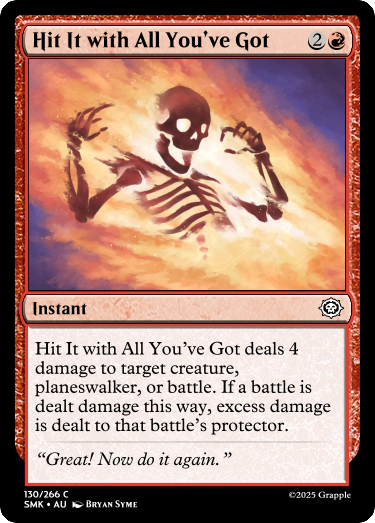 Hit It with All You've Got 2
Instant
Hit It with All You've Got deals 4
damage to target creature,
planeswalker, or battle. If a battle is
dealt damage this way, excess damage
is dealt to that battle's protector.
“Great! Now do it again.”
130/266 C
SMK • AU Bryan Syme
©2025 Grapple